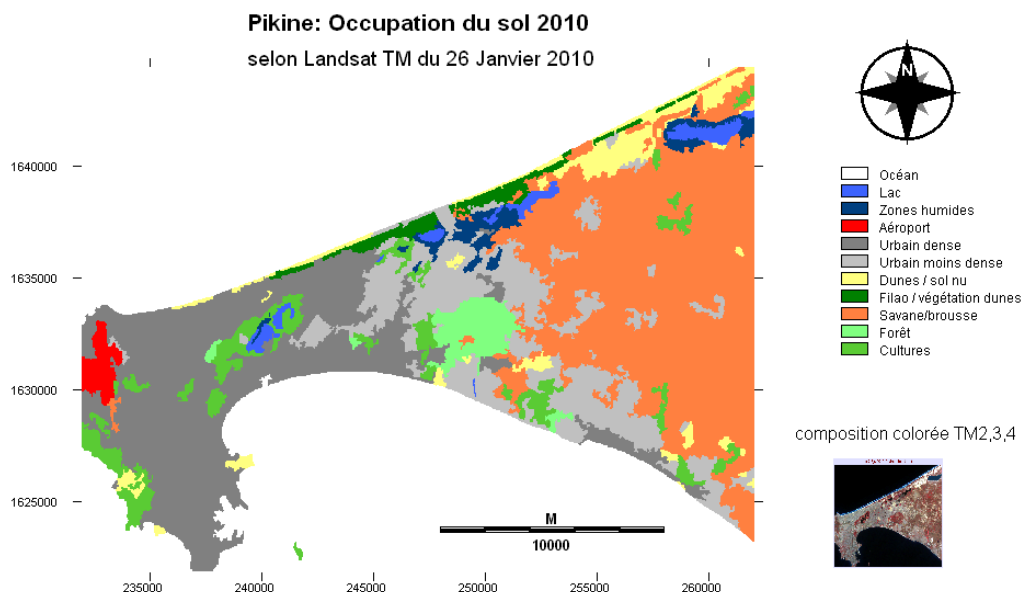 Pikine: Occupation du sol 2010
selon Landsat TM du 26 Janvier 2010
N
1640000
1635000
1630000
1625000
235000
240000
245000
250000
255000
260000
M
10000
Océan
Lac
Zones humides
Aéroport
Urbain dense
Urbain moins dense
Dunes / sol nu
Filao / végétation dunes
Savane/brousse
Forêt
Cultures
composition colorée TM2,3,4